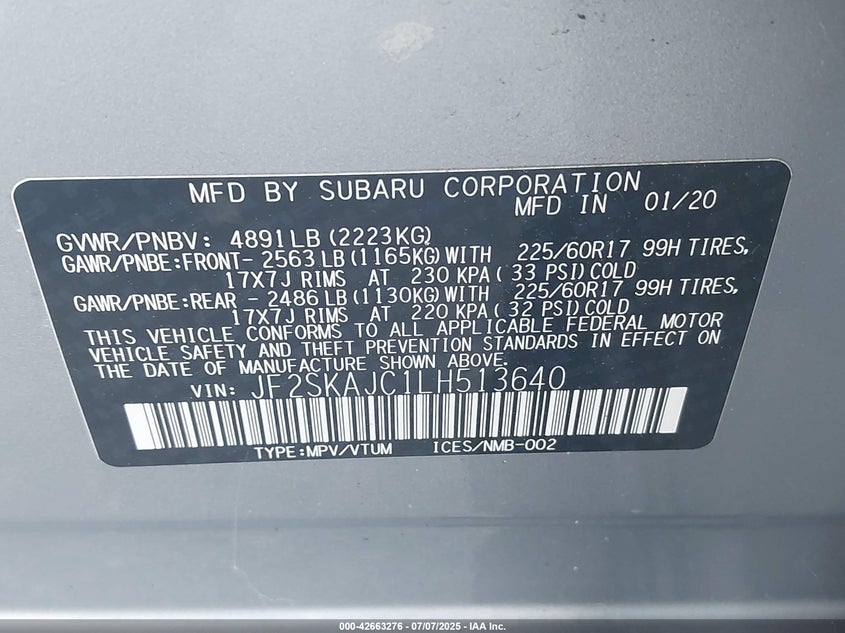 MFD BY SUBARU CORPORATION
MFD IN 01/20
GVWR/PNBV: 4891LB (2223KG)
GAWR/PNBE:FRONT- 2563 LB (1165KG) WITH 225/60R17 99H TIRES,
17X7J RIMS AT 230 KPA ( 33 PSI) COLD
GAWR/PNBE:REAR - 2486 LB (1130KG) WITH 225/60R17 99H TIRES,
17X7J RIMS AT 220 KPA ( 32 PSI) COLD
THIS VEHICLE CONFORMS TO ALL APPLICABLE FEDERAL MOTOR
VEHICLE SAFETY AND THEFT PREVENTION STANDARDS IN EFFECT ON
THE DATE OF MANUFACTURE SHOWN ABOVE.
VIN: JF2SKAJC1LH513640
TYPE:MPV/VTUM ICES/NMB-002
000-42663276 - 07/07/2025 - IAA Inc.